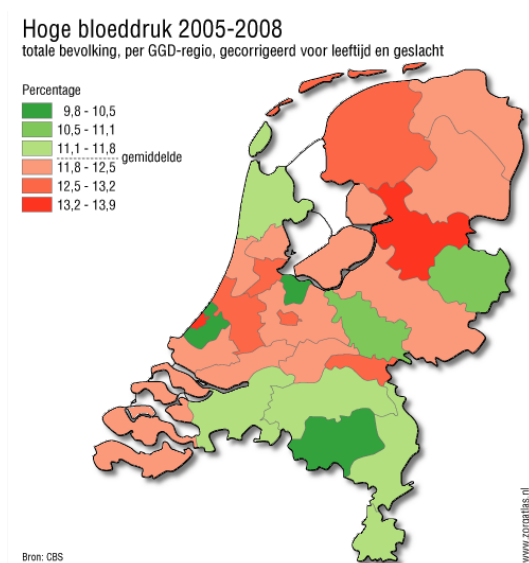 Hoge bloeddruk 2005-2008
totale bevolking, per GGD-regio, gecorrigeerd voor leeftijd en geslacht
Percentage
9,8 - 10,5
10,5 - 11,1
11,1 - 11,8
gemiddelde
11,8 - 12,5
12,5 - 13,2
13,2 - 13,9
www.zorgatlas.nl
Bron: CBS